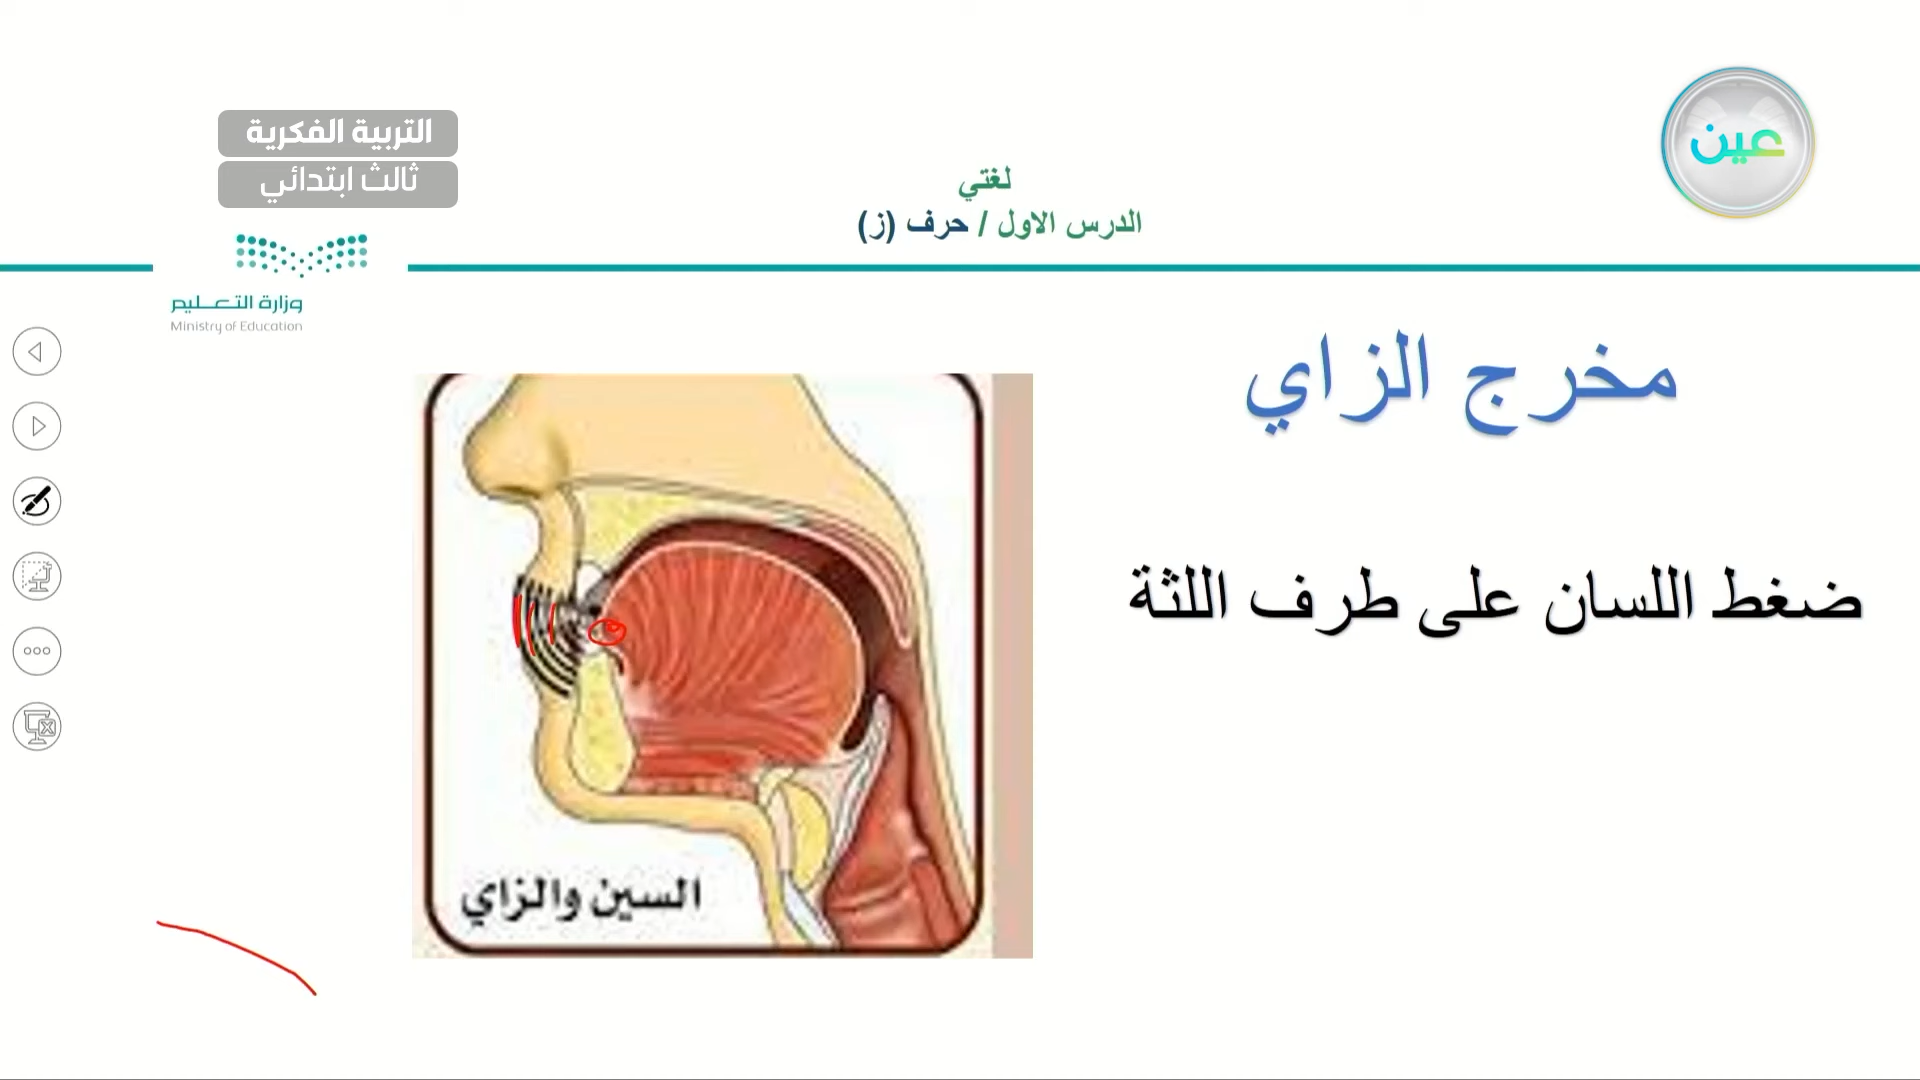 عين
التربية الفكرية
ثالث ابتدائي
لغتي
الدرس الاول / حرف (ز)
وزارة التعليم
Ministry of Education
مخرج الزاي
ضغط اللسان على طرف اللثة
السين والزاي